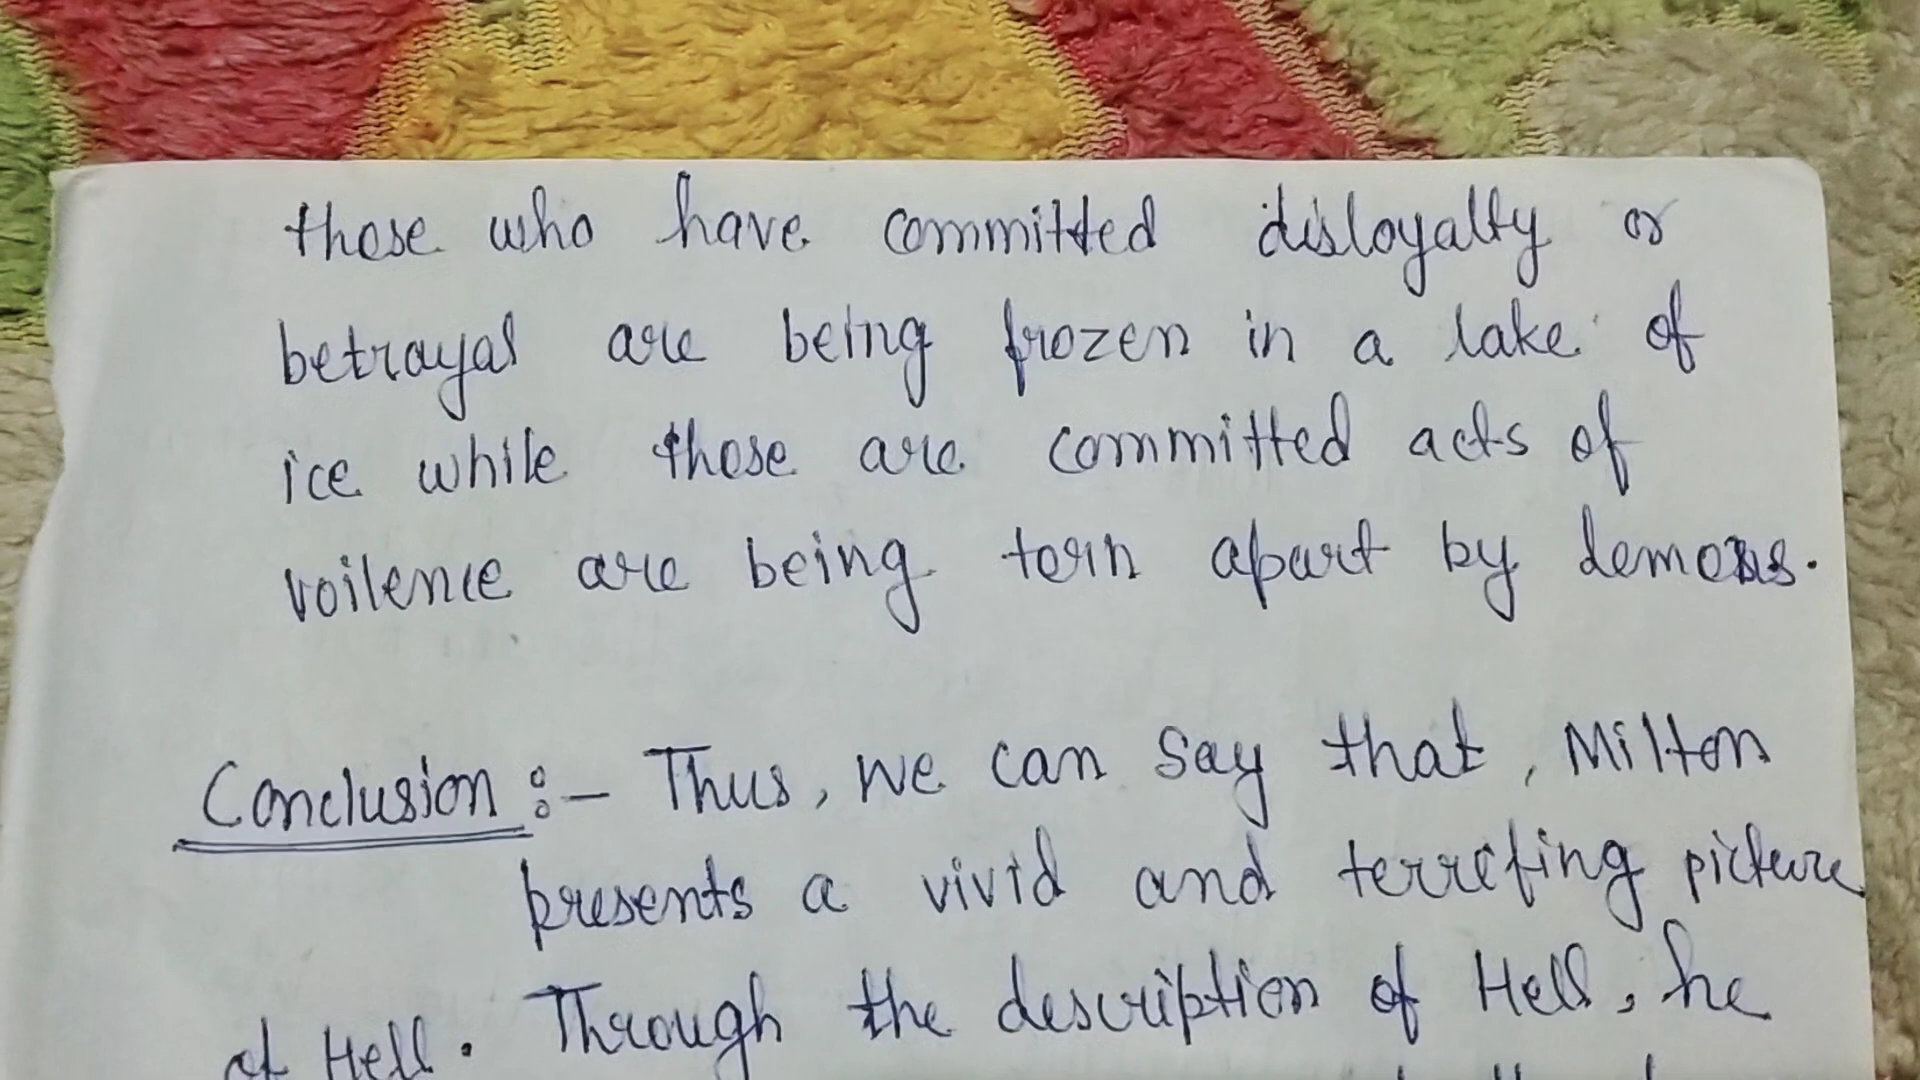 those who have committed disloyalty or
betrayal are being frozen in a lake of
ice while those are committed acts of
voilence are being torn apart by demons.
Conclusion :- Thus, we can say that, Milton
presents a vivid and terrefing picture
of Hell. Through the description of Hell, he